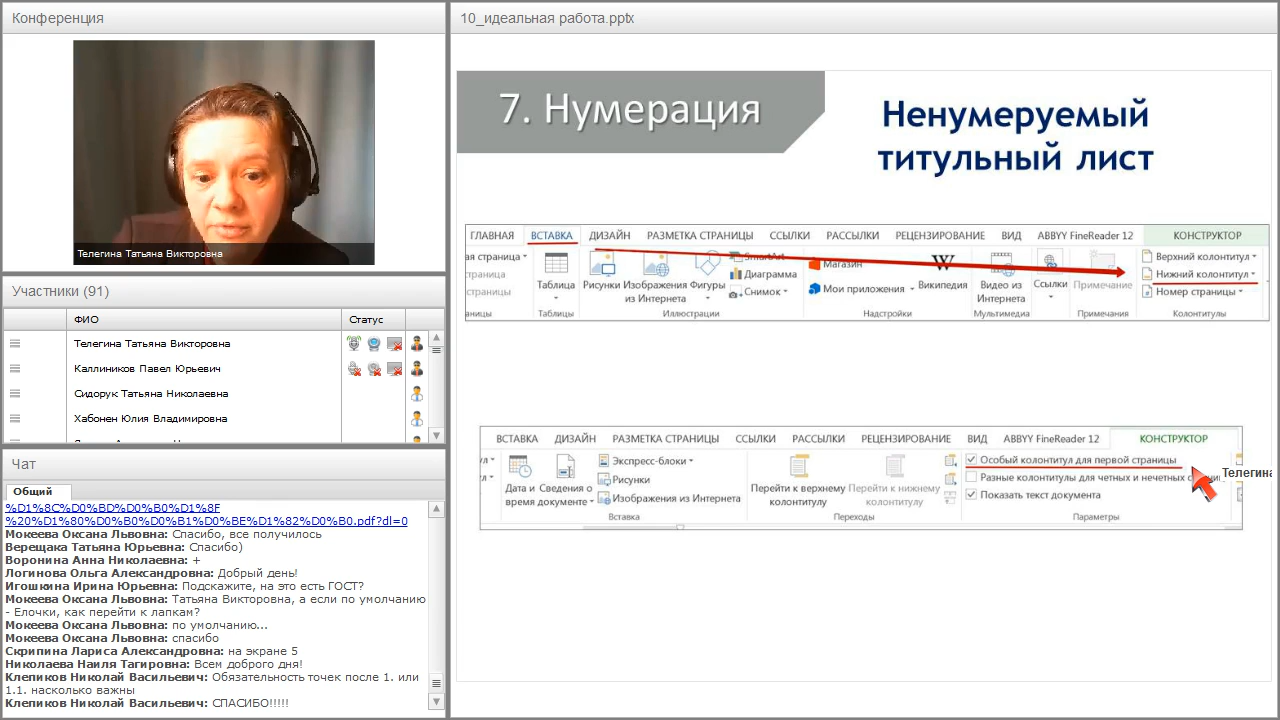 Конференция
Телегина Татьяна Викторовна
Участники (91)
ФИО
Статус
Телегина Татьяна Викторовна
Каллиников Павел Юрьевич
Сидорук Татьяна Николаевна
Хабонен Юлия Владимировна
Чат
Общий
%D1%8C%D0%BD%D0%B0%D1%8F
%20%D1%80%D0%B0%D0%B1%D0%BE%D1%82%D0%B0.pdf?dl=0
Мокеева Оксана Львовна: Спасибо, все получилось
Верещака Татьяна Юрьевна: Спасибо)
Воронина Анна Николаевна: +
Логинова Ольга Александровна: Добрый день!
Игошкина Ирина Юрьевна: Подскажите, на это есть ГОСТ?
Мокеева Оксана Львовна: Татьяна Викторовна, а если по умолчанию
- Елочки, как перейти к лапкам?
Мокеева Оксана Львовна: по умолчанию...
Мокеева Оксана Львовна: спасибо
Скрипина Лариса Александровна: на экране 5
Николаева Наиля Тагировна: Всем доброго дня!
Клепиков Николай Васильевич: Обязательность точек после 1. или
1.1. насколько важны
Клепиков Николай Васильевич: СПАСИБО!!!!!
10_идеальная работа.pptx
7. Нумерация
Ненумеруемый
титульный лист
ГЛАВНАЯ ВСТАВКА ДИЗАЙН РАЗМЕТКА СТРАНИЦЫ ССЫЛКИ РАССЫЛКИ РЕЦЕНЗИРОВАНИЕ ВИД ABBYY FineReader 12 КОНСТРУКТОР
ая страница
страница
страницы
аницы
Таблица
Таблицы
Рисунки Изображения из Интернета Фигуры
SmartArt
Диаграмма
Снимок
Иллюстрации
Магазин
Мои приложения
Википедия
Надстройки
Видео из Интернета
Мультимедиа
Ссылки
Примечание
Примечания
Верхний колонтитул
Нижний колонтитул
Номер страницы
Колонтитулы
ВСТАВКА ДИЗАЙН РАЗМЕТКА СТРАНИЦЫ ССЫЛКИ РАССЫЛКИ РЕЦЕНЗИРОВАНИЕ ВИД ABBYY FineReader 12 КОНСТРУКТОР
Дата и время
Сведения о документе
Экспресс-блоки
Рисунки
Изображения из Интернета
Вставка
Перейти к верхнему колонтитулу
Перейти к нижнему колонтитулу
Переходы
Особый колонтитул для первой страницы
Разные колонтитулы для четных и нечетных
Показать текст документа
Параметры
Телегина